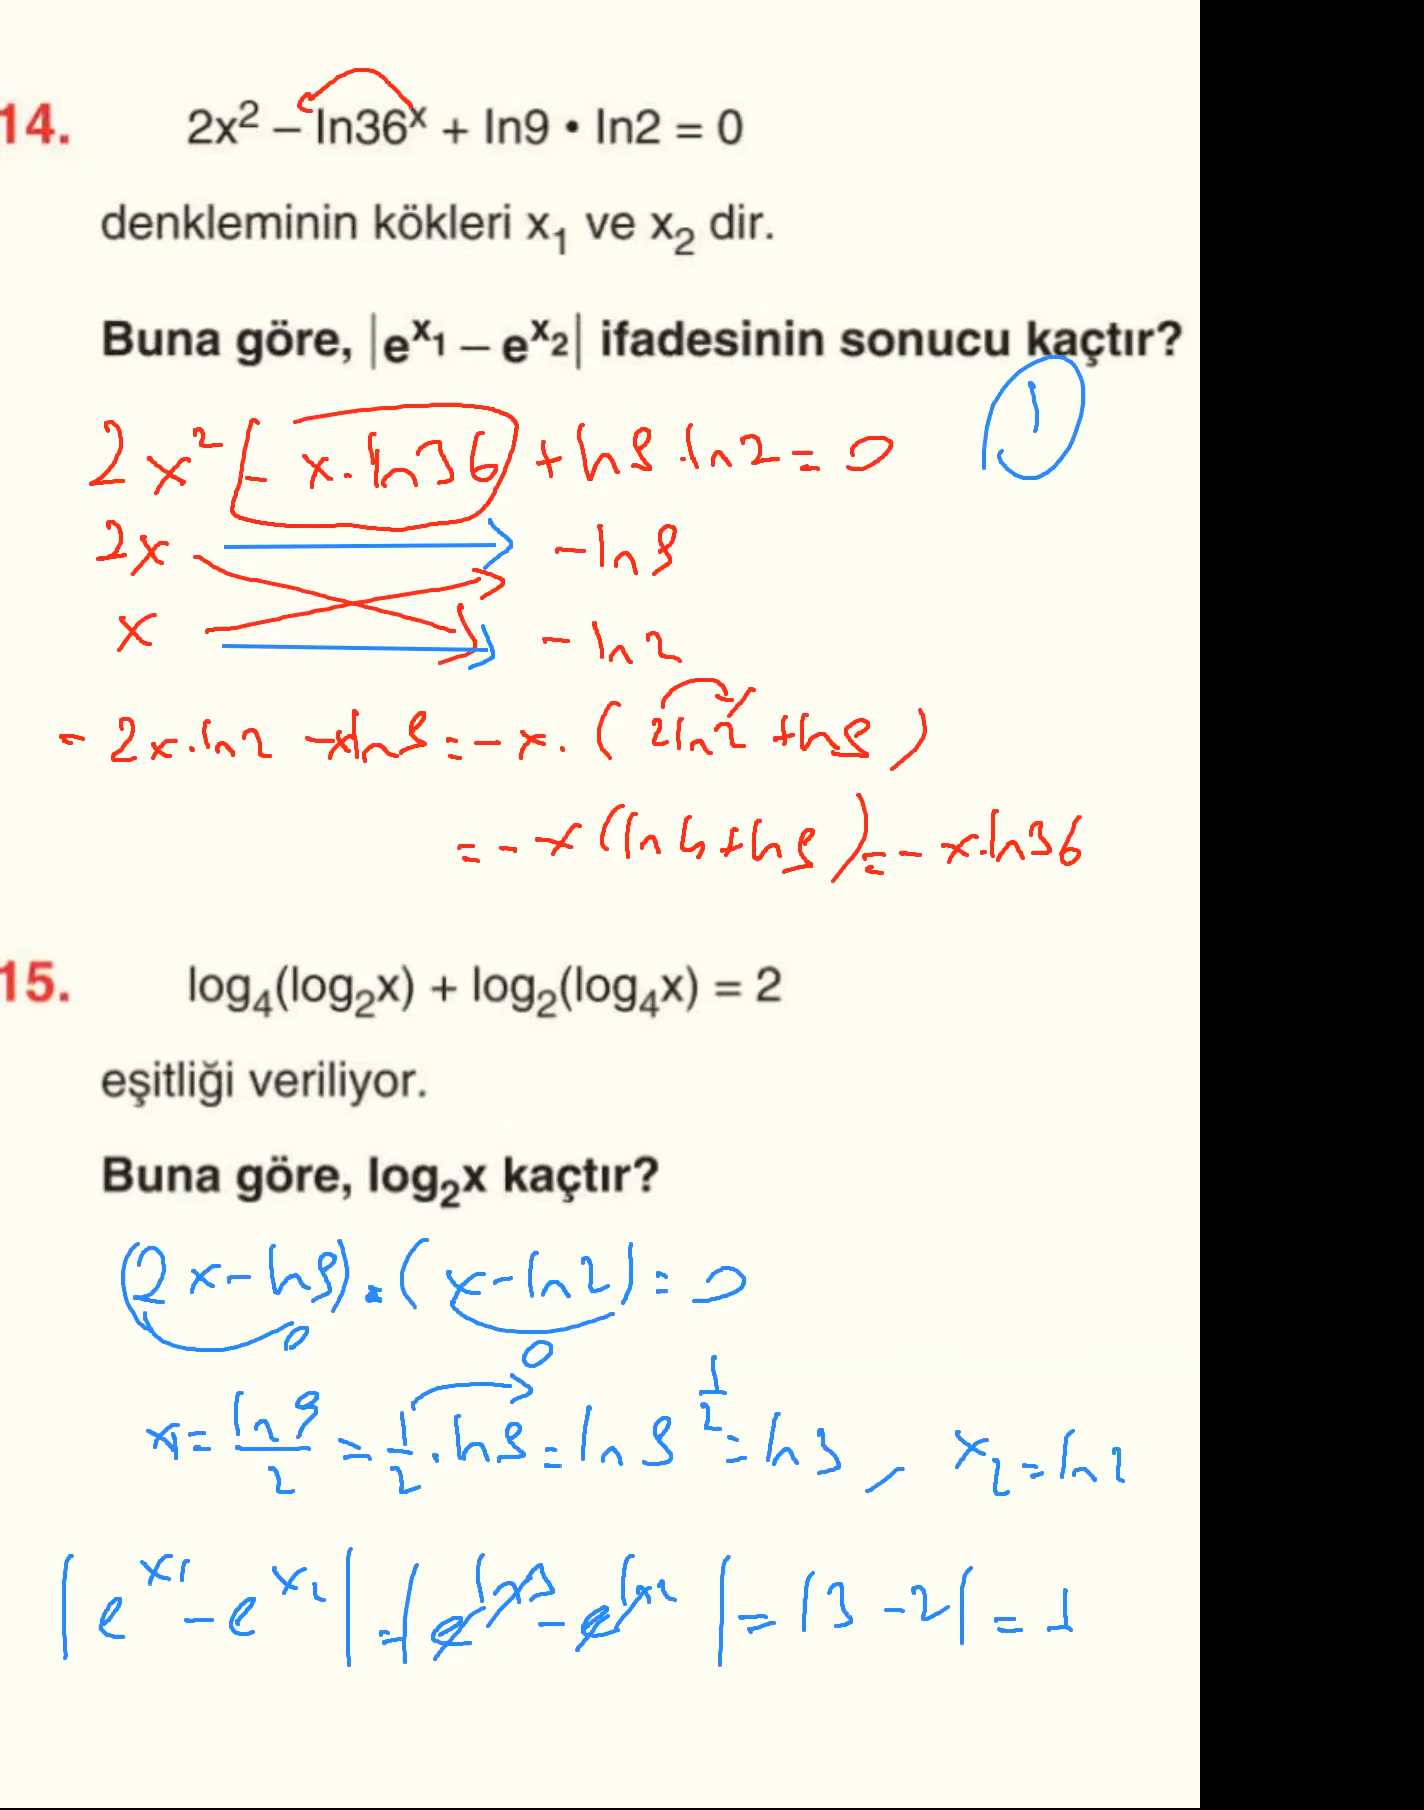 14. 2x² – ln36ˣ + ln9 • ln2 = 0
denkleminin kökleri x₁ ve x₂ dir.
Buna göre, |eˣ¹ – eˣ²| ifadesinin sonucu kaçtır?
1
2x² - x.ln36 + ln9.ln2 = 0
2x -ln9
x -ln2
- 2x.ln2 - xln9 = -x.(2ln2 + ln9)
= -x(ln4 + ln9) = -x.ln36
15. log₄(log₂x) + log₂(log₄x) = 2
eşitliği veriliyor.
Buna göre, log₂x kaçtır?
(2x - ln9).(x - ln2) = 0
0 0
x₁ = ln9/2 = 1/2.ln9 = ln9^1/2 = ln3, x₂ = ln2
|eˣ¹ - eˣ²| = |e^ln3 - e^ln2| = |3 - 2| = 1